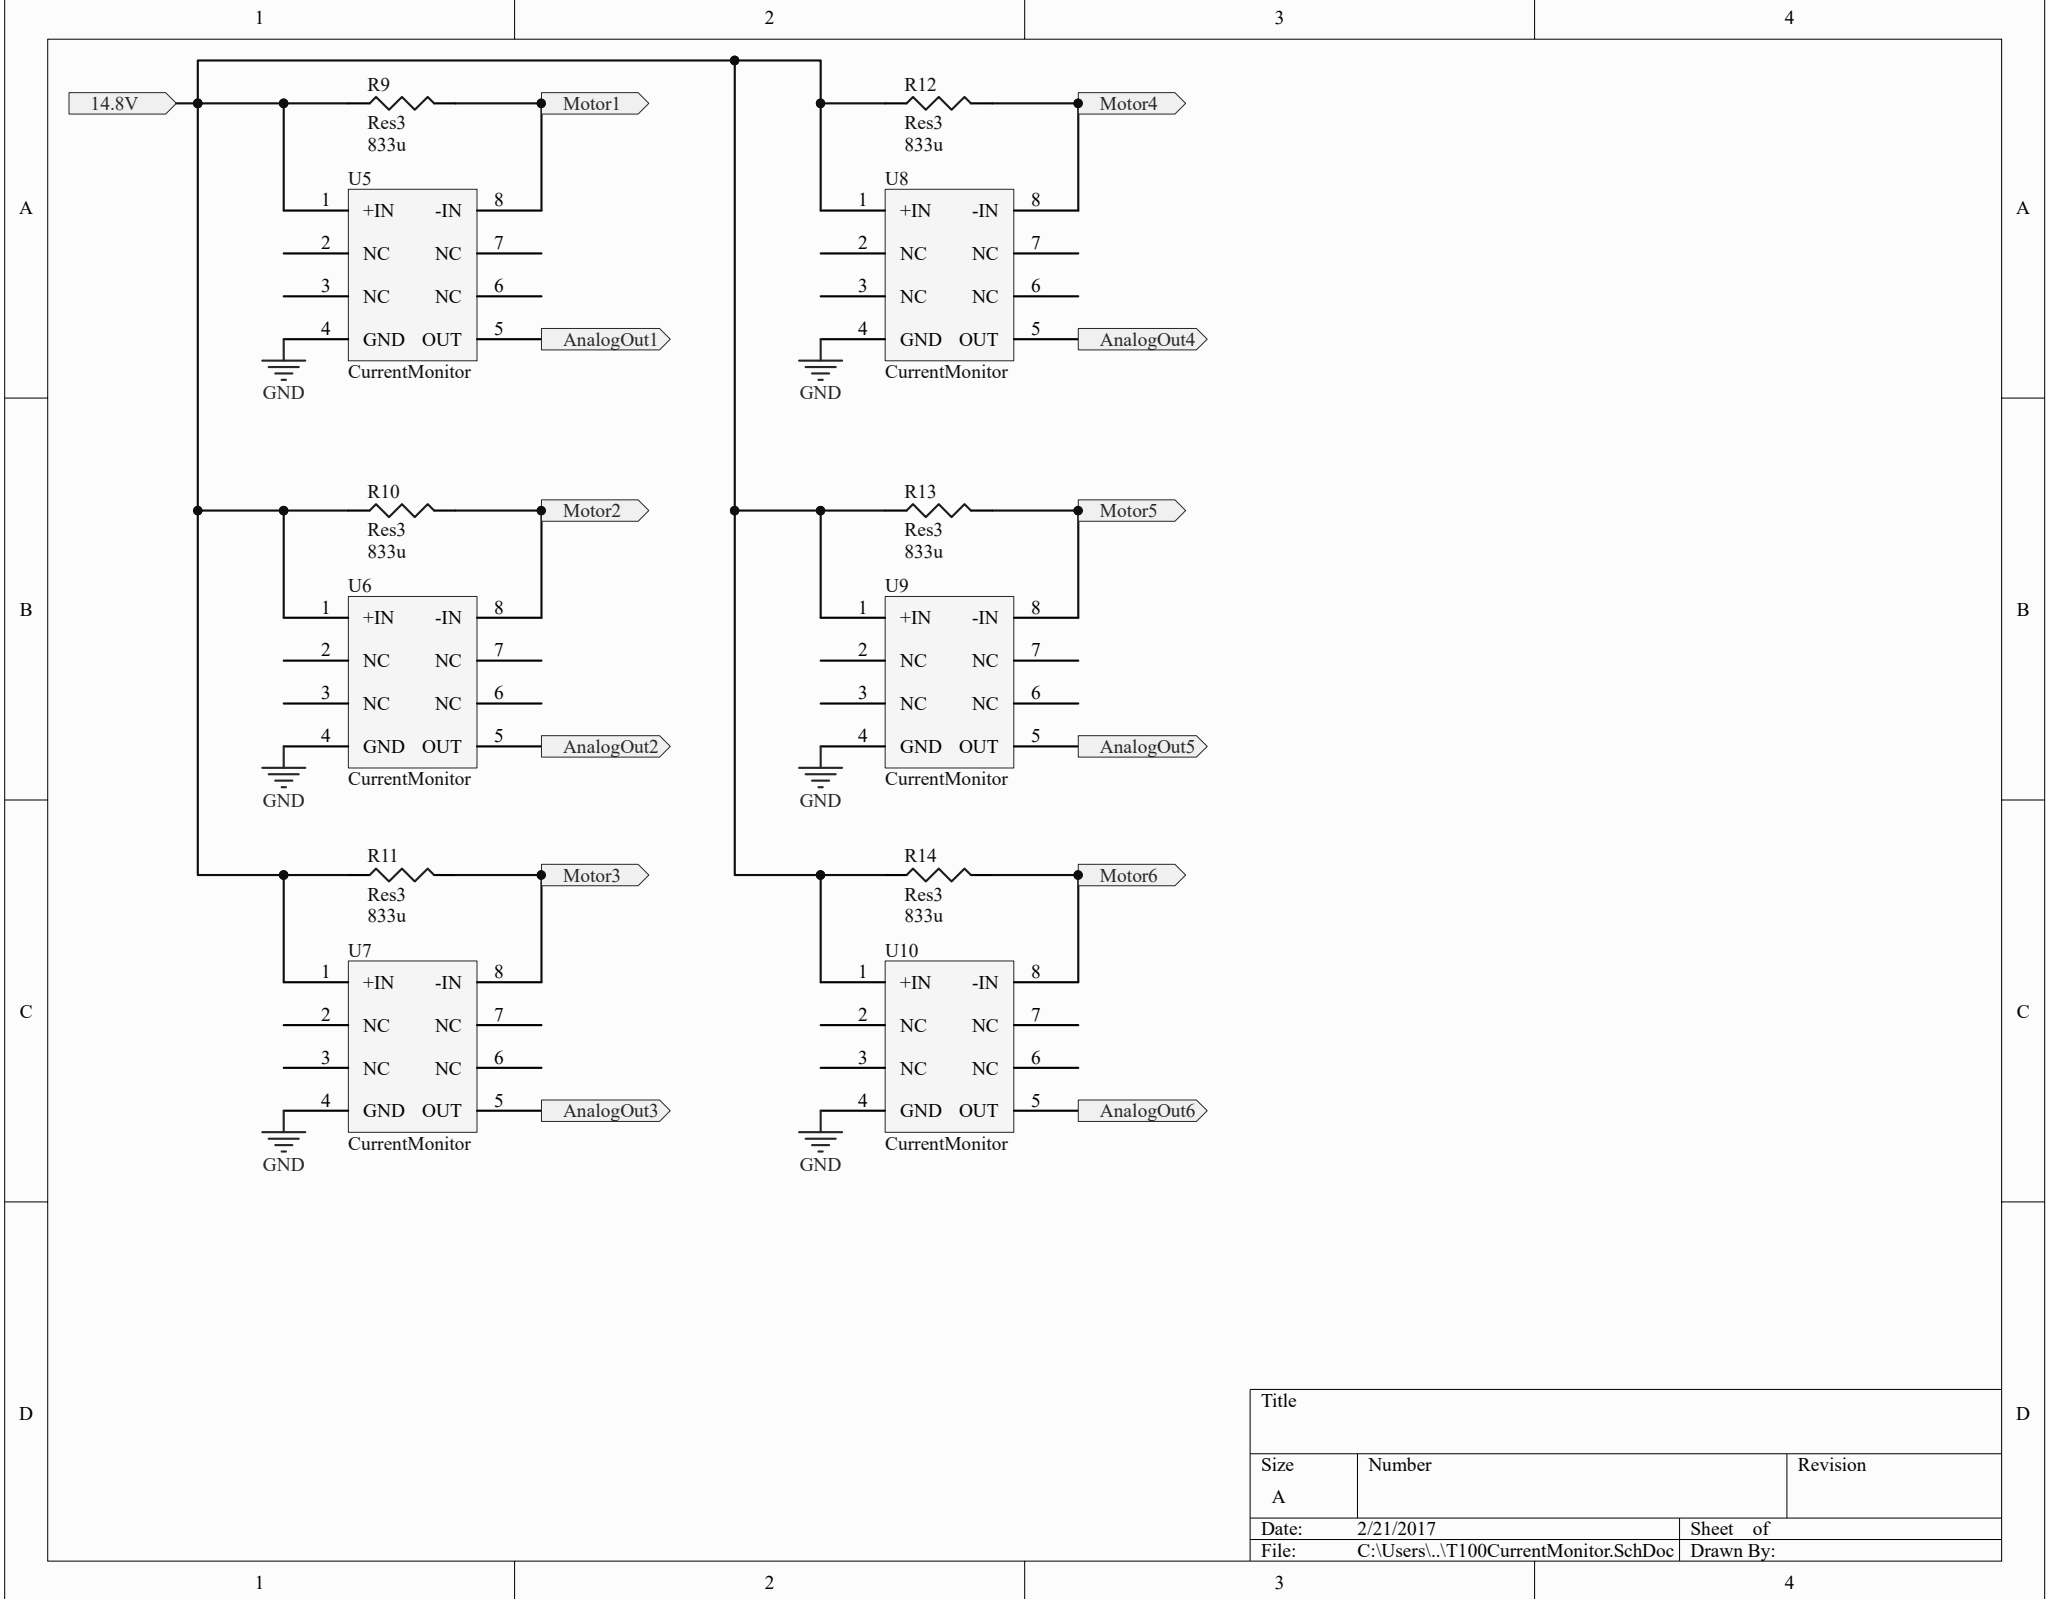 1 2 3 4
14.8V
R9
Res3
833u
Motor1
R12
Res3
833u
Motor4
A
A
U5
1 +IN -IN 8
2 NC NC 7
3 NC NC 6
4 GND OUT 5
AnalogOut1
CurrentMonitor
GND
U8
1 +IN -IN 8
2 NC NC 7
3 NC NC 6
4 GND OUT 5
AnalogOut4
CurrentMonitor
GND
R10
Res3
833u
Motor2
R13
Res3
833u
Motor5
B
B
U6
1 +IN -IN 8
2 NC NC 7
3 NC NC 6
4 GND OUT 5
AnalogOut2
CurrentMonitor
GND
U9
1 +IN -IN 8
2 NC NC 7
3 NC NC 6
4 GND OUT 5
AnalogOut5
CurrentMonitor
GND
R11
Res3
833u
Motor3
R14
Res3
833u
Motor6
C
C
U7
1 +IN -IN 8
2 NC NC 7
3 NC NC 6
4 GND OUT 5
AnalogOut3
CurrentMonitor
GND
U10
1 +IN -IN 8
2 NC NC 7
3 NC NC 6
4 GND OUT 5
AnalogOut6
CurrentMonitor
GND
D
D
Title
Size Number Revision
A
Date: 2/21/2017 Sheet of
File: C:\Users\..\T100CurrentMonitor.SchDoc Drawn By:
1 2 3 4